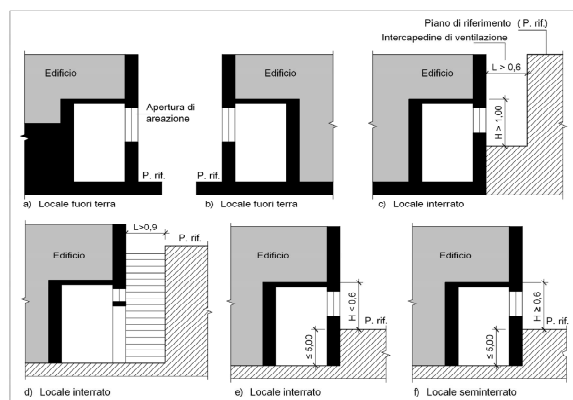 Piano di riferimento ( P. rif.)
Intercapedine di ventilazione
L > 0,6
Edificio
Edificio
Edificio
Apertura di
areazione
H > 1,00
P. rif.
P. rif.
a) Locale fuori terra
b) Locale fuori terra
c) Locale interrato
L>0,9
P. rif.
Edificio
Edificio
Edificio
H < 0,6
P. rif.
H ≥ 0,6
P. rif.
≤ 5,00
≤ 5,00
d) Locale interrato
e) Locale interrato
f) Locale seminterrato